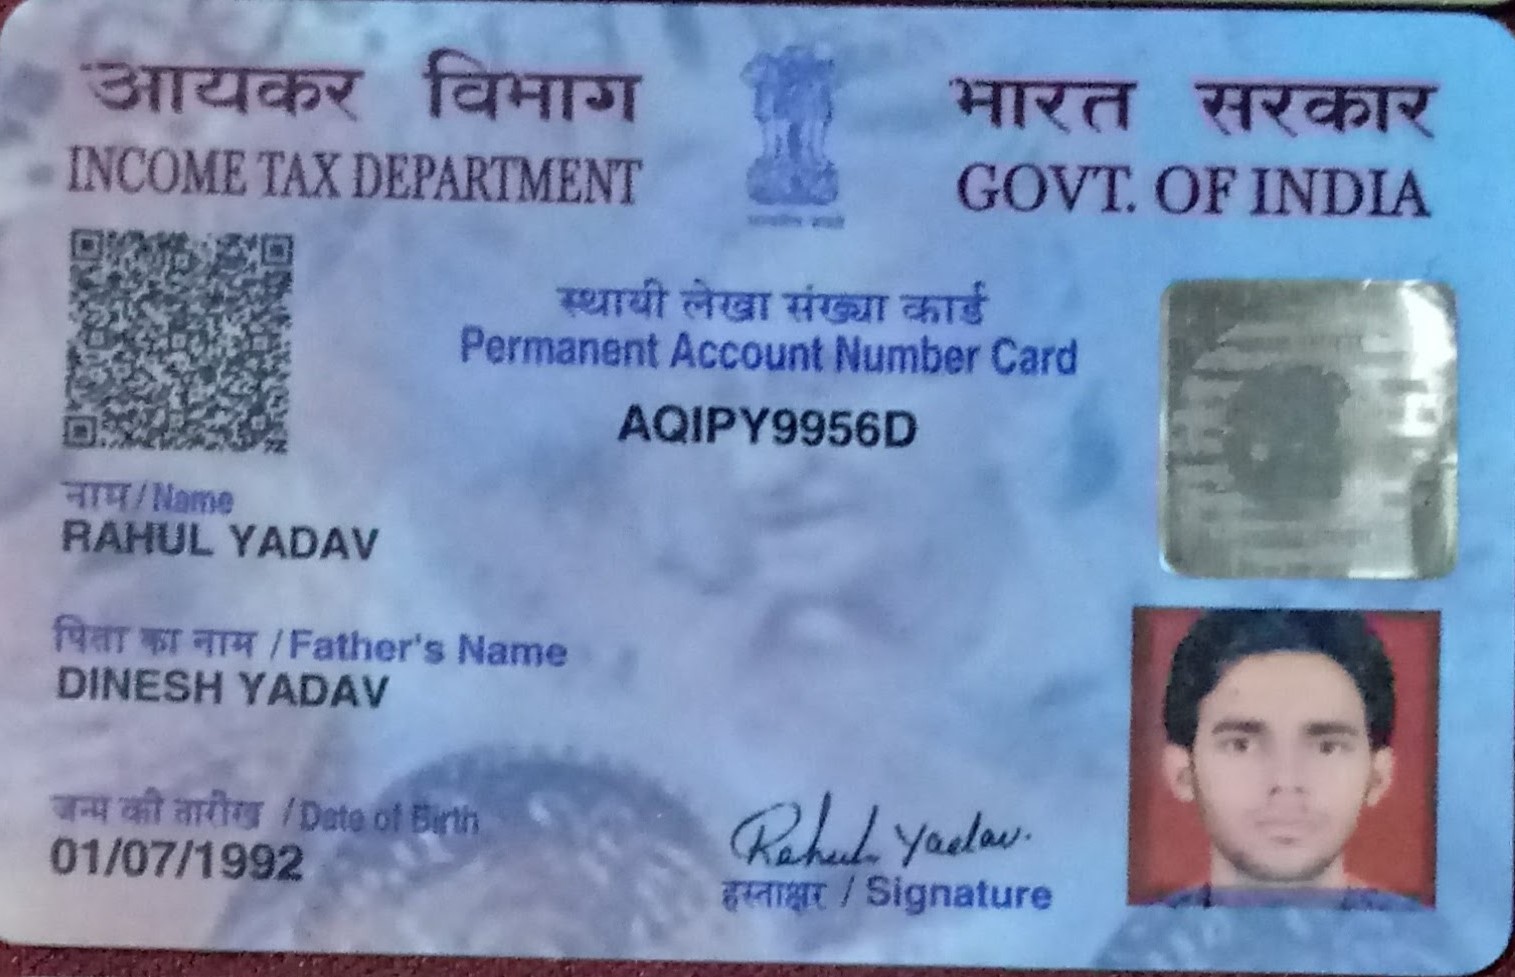 आयकर विभाग
INCOME TAX DEPARTMENT
भारत सरकार
GOVT. OF INDIA
स्थायी लेखा संख्या कार्ड
Permanent Account Number Card
AQIPY9956D
नाम / Name
RAHUL YADAV
पिता का नाम / Father's Name
DINESH YADAV
जन्म की तारीख / Date of Birth
01/07/1992
Rahul Yadav.
हस्ताक्षर / Signature